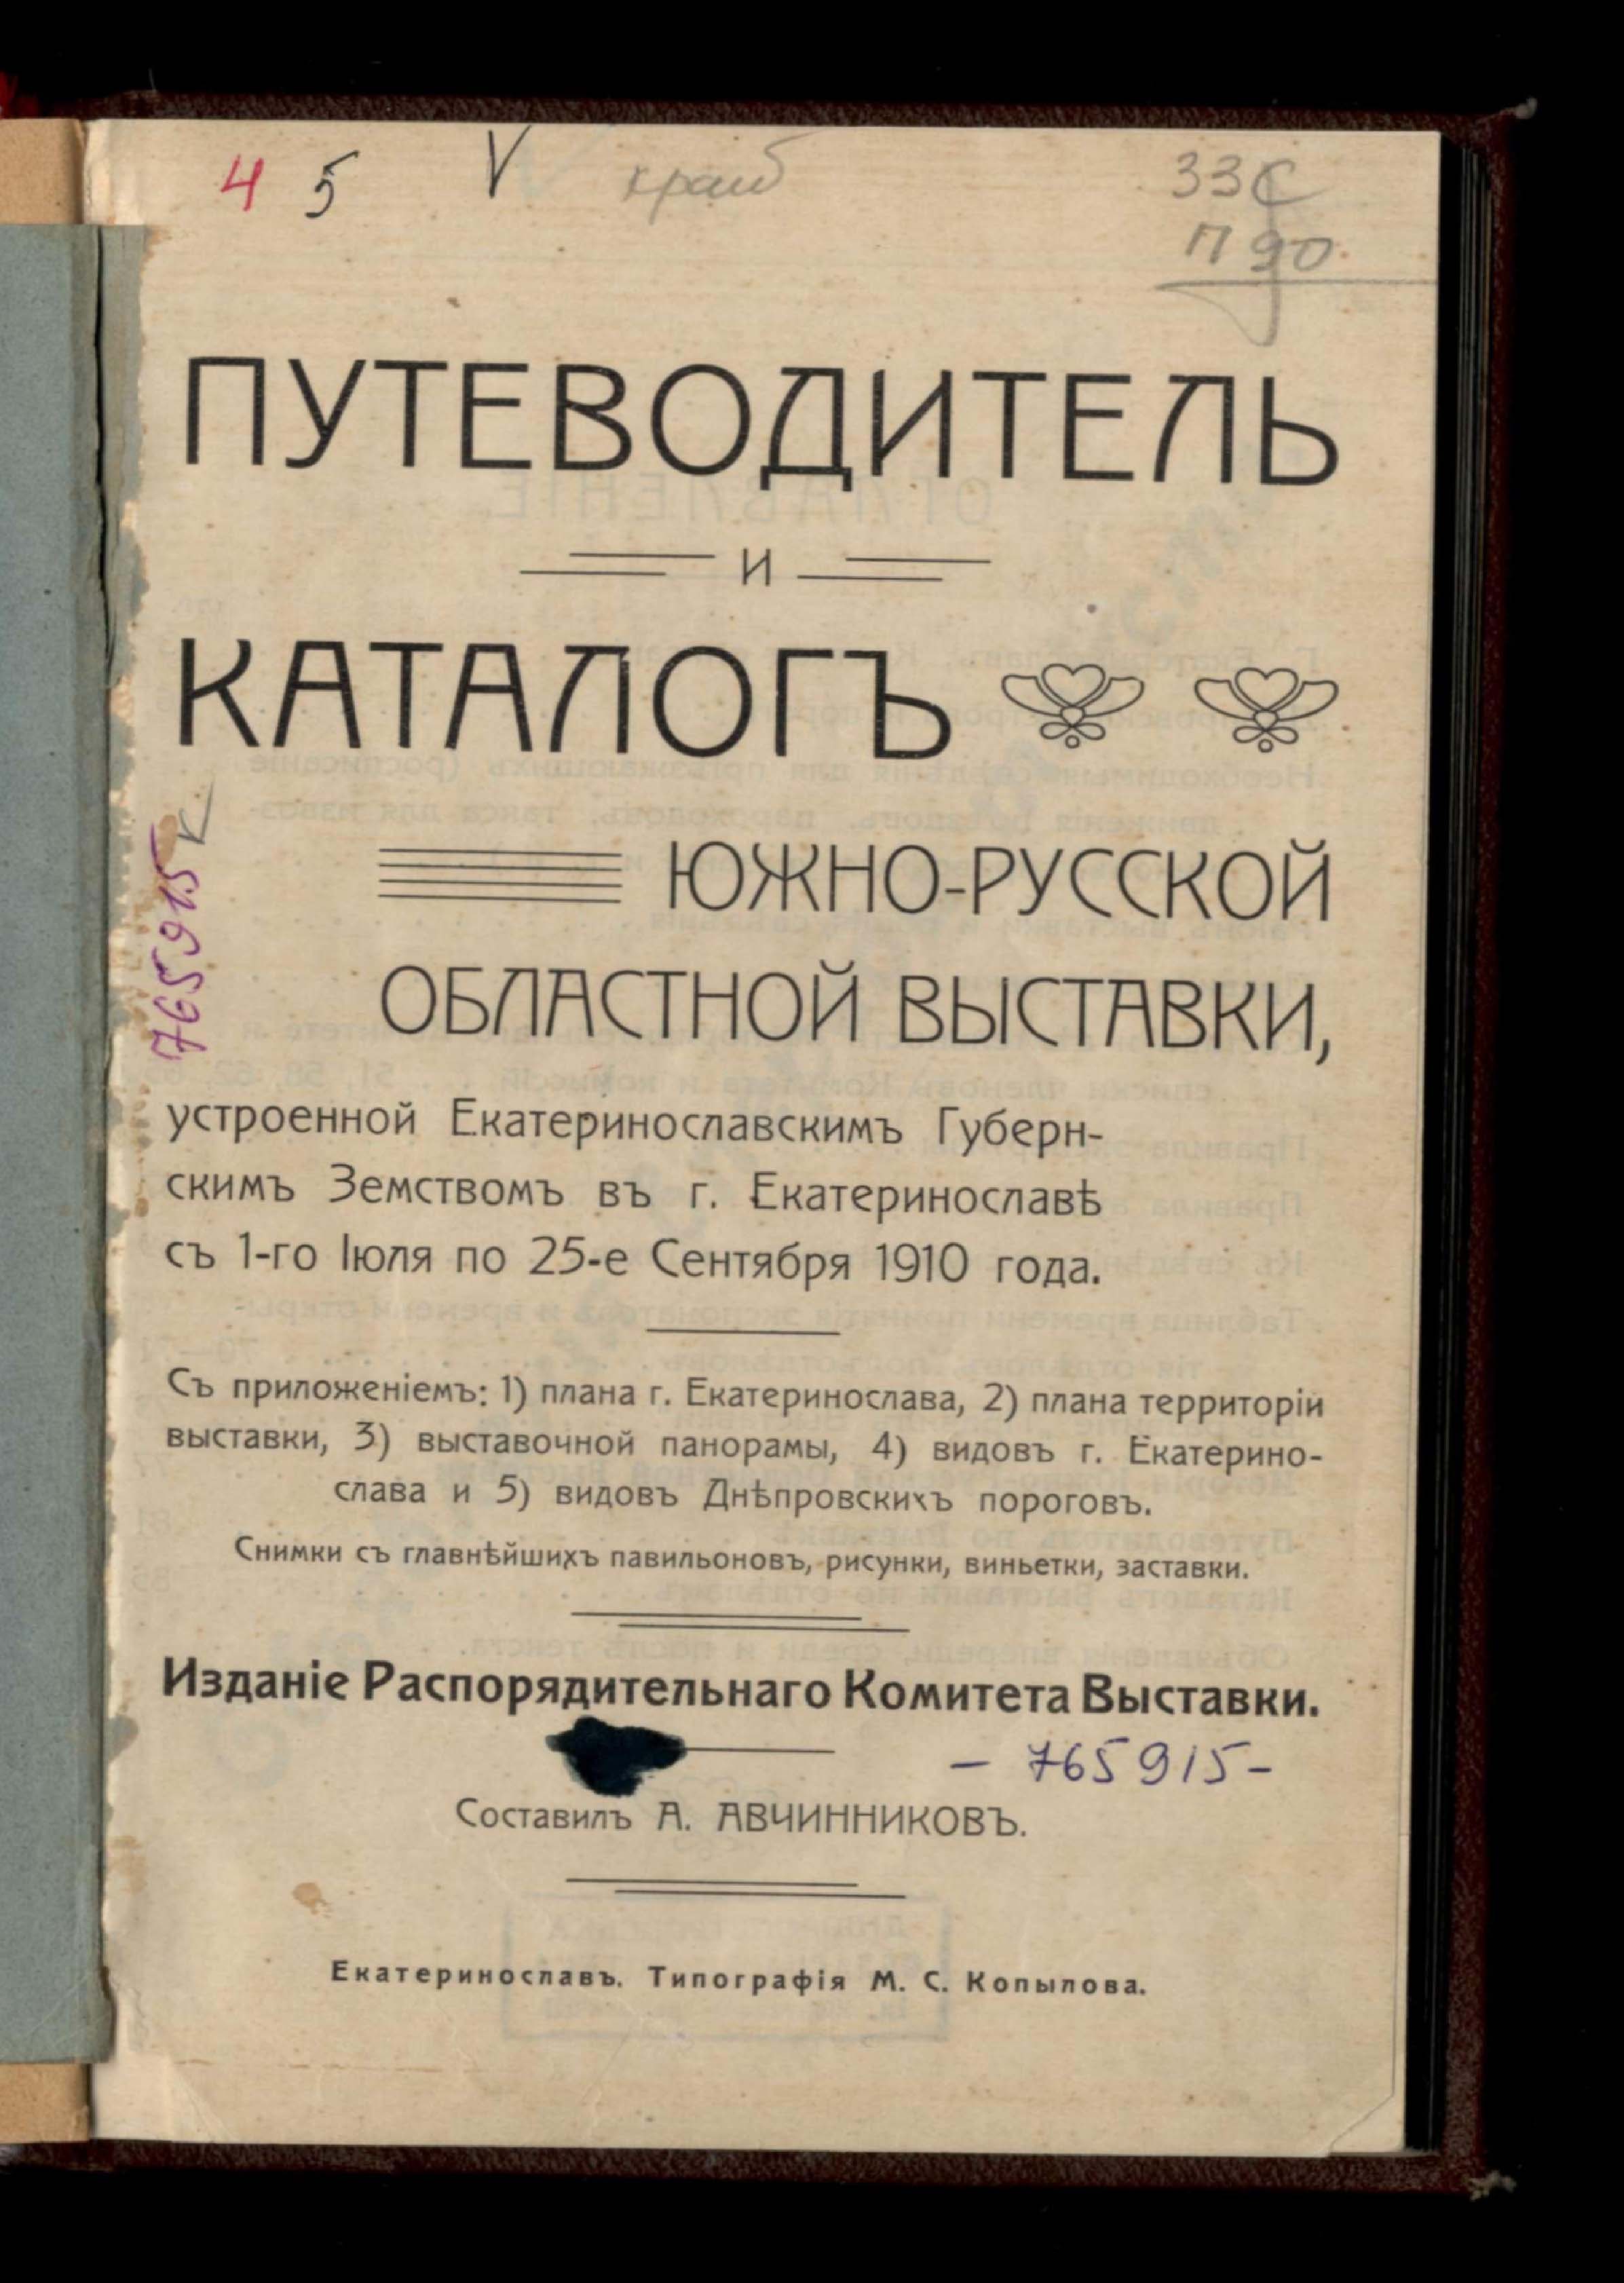 4 5 V краïв
33С
П 90
ПУТЕВОДИТЕЛЬ
И
КАТАЛОГЪ
ЮЖНО-РУССКОЙ
ОБЛАСТНОЙ ВЫСТАВКИ,
765915
устроенной Екатеринославскимъ Губерн-
скимъ Земствомъ въ г. Екатеринославѣ
съ 1-го Іюля по 25-е Сентября 1910 года.
Съ приложеніемъ: 1) плана г. Екатеринослава, 2) плана территоріи
выставки, 3) выставочной панорамы, 4) видовъ г. Екатерино-
слава и 5) видовъ Днѣпровскихъ пороговъ.
Снимки съ главнѣйшихъ павильоновъ, рисунки, виньетки, заставки.
Изданіе Распорядительнаго Комитета Выставки.
- 765915-
Составилъ А. АВЧИННИКОВЪ.
Екатеринославъ. Типографія М. С. Копылова.